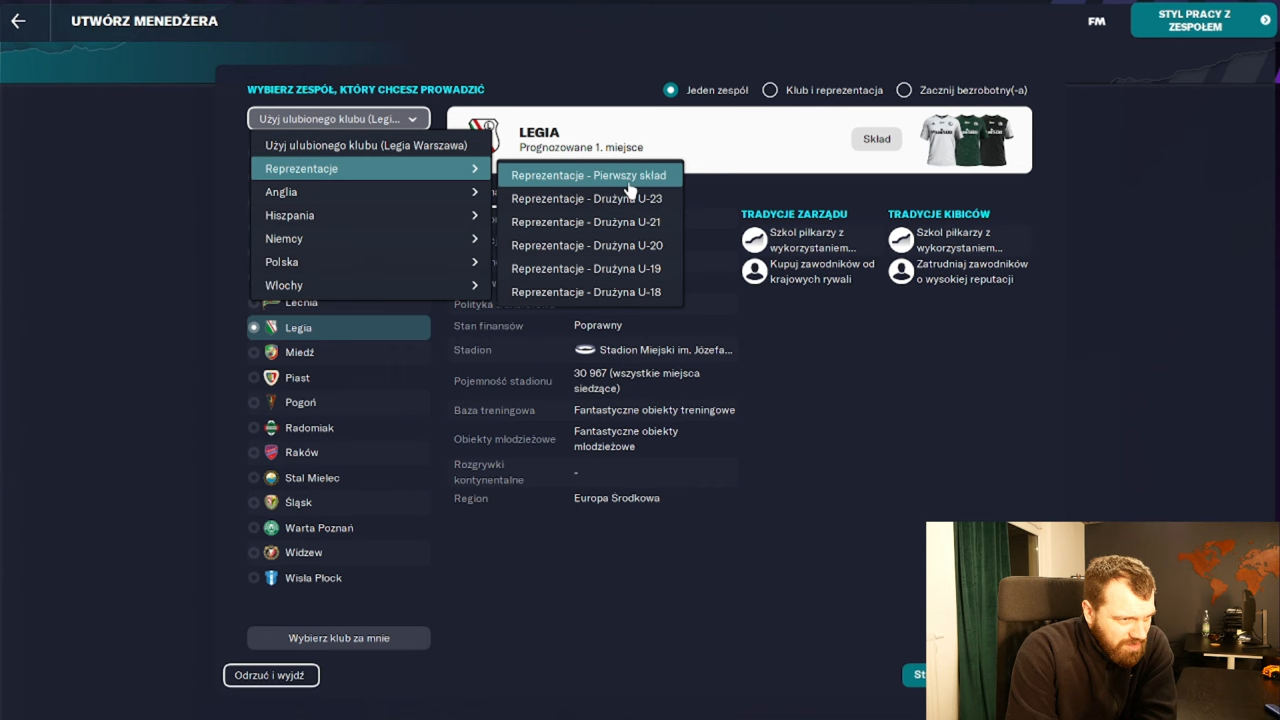 UTWÓRZ MENEDŻERA
FM
STYL PRACY Z
ZESPOŁEM
WYBIERZ ZESPÓŁ, KTÓRY CHCESZ PROWADZIĆ
Jeden zespół
Klub i reprezentacja
Zacznij bezrobotny(-a)
Użyj ulubionego klubu (Legi...
Użyj ulubionego klubu (Legia Warszawa)
Reprezentacje
Anglia
Hiszpania
Niemcy
Polska
Włochy
Reprezentacje - Pierwszy skład
Reprezentacje - Drużyna U-23
Reprezentacje - Drużyna U-21
Reprezentacje - Drużyna U-20
Reprezentacje - Drużyna U-19
Reprezentacje - Drużyna U-18
LEGIA
Prognozowane 1. miejsce
Skład
TRADYCJE ZARZĄDU
Szkol piłkarzy z
wykorzystaniem...
Kupuj zawodników od
krajowych rywali
TRADYCJE KIBICÓW
Szkol piłkarzy z
wykorzystaniem...
Zatrudniaj zawodników
o wysokiej reputacji
Lechia
Legia
Miedź
Piast
Pogoń
Radomiak
Raków
Stal Mielec
Śląsk
Warta Poznań
Widzew
Wisła Płock
Polityka
Stan finansów
Poprawny
Stadion
Stadion Miejski im. Józefa...
Pojemność stadionu
30 967 (wszystkie miejsca
siedzące)
Baza treningowa
Fantastyczne obiekty treningowe
Obiekty młodzieżowe
Fantastyczne obiekty
młodzieżowe
Rozgrywki
kontynentalne
-
Region
Europa Środkowa
Wybierz klub za mnie
Odrzuć i wyjdź
St